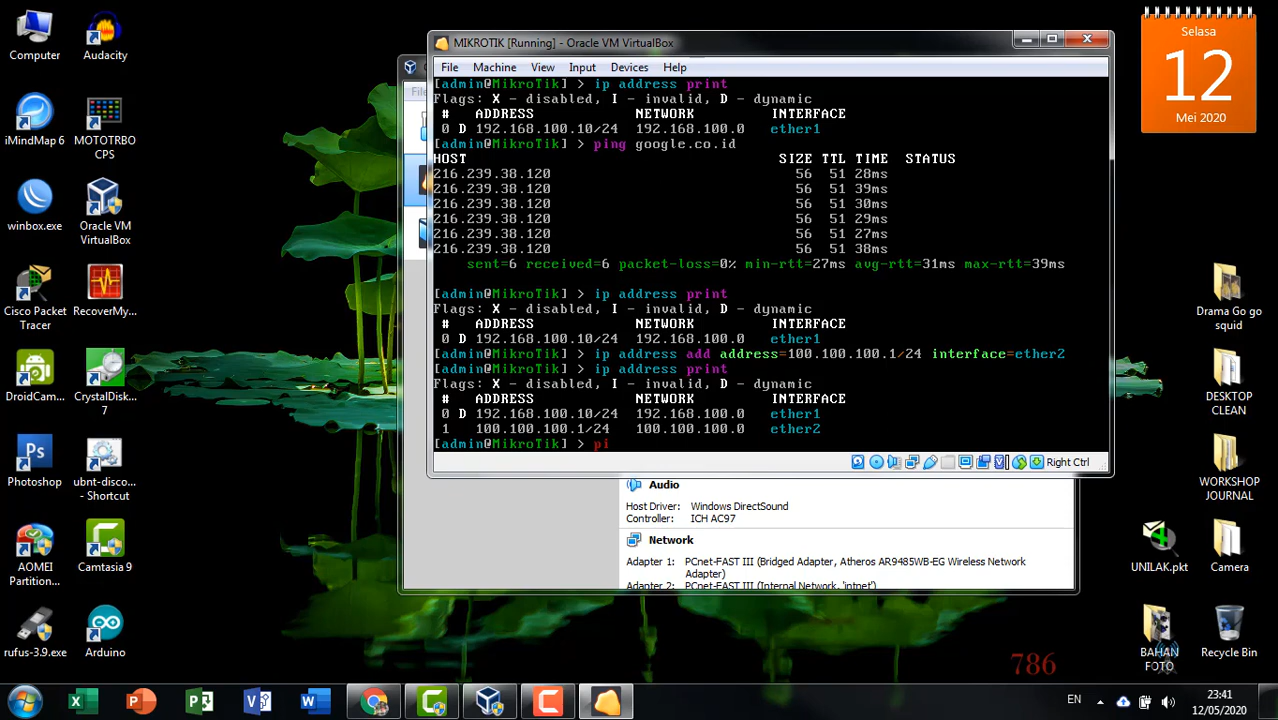 Computer
Audacity
iMindMap 6
MOTOTRBO
CPS
winbox.exe
Oracle VM
VirtualBox
Cisco Packet
Tracer
RecoverMy...
DroidCam...
CrystalDisk...
7
Photoshop
ubnt-disco...
- Shortcut
AOMEI
Partition...
Camtasia 9
rufus-3.9.exe
Arduino
MIKROTIK [Running] - Oracle VM VirtualBox
File Machine View Input Devices Help
[admin@MikroTik] > ip address print
Flags: X - disabled, I - invalid, D - dynamic
# ADDRESS NETWORK INTERFACE
0 D 192.168.100.10/24 192.168.100.0 ether1
[admin@MikroTik] > ping google.co.id
HOST SIZE TTL TIME STATUS
216.239.38.120 56 51 28ms
216.239.38.120 56 51 39ms
216.239.38.120 56 51 30ms
216.239.38.120 56 51 29ms
216.239.38.120 56 51 27ms
216.239.38.120 56 51 38ms
sent=6 received=6 packet-loss=0% min-rtt=27ms avg-rtt=31ms max-rtt=39ms
[admin@MikroTik] > ip address print
Flags: X - disabled, I - invalid, D - dynamic
# ADDRESS NETWORK INTERFACE
0 D 192.168.100.10/24 192.168.100.0 ether1
[admin@MikroTik] > ip address add address=100.100.100.1/24 interface=ether2
[admin@MikroTik] > ip address print
Flags: X - disabled, I - invalid, D - dynamic
# ADDRESS NETWORK INTERFACE
0 D 192.168.100.10/24 192.168.100.0 ether1
1 100.100.100.1/24 100.100.100.0 ether2
[admin@MikroTik] > pi
Right Ctrl
Audio
Host Driver: Windows DirectSound
Controller: ICH AC97
Network
Adapter 1: PCnet-FAST III (Bridged Adapter, Atheros AR9485WB-EG Wireless Network
Adapter)
Adapter 2: PCnet-FAST III (Internal Network, 'intnet')
Selasa
12
Mei 2020
Drama Go go
squid
DESKTOP
CLEAN
WORKSHOP
JOURNAL
UNILAK.pkt
Camera
BAHAN
FOTO
Recycle Bin
786
EN
23:41
12/05/2020